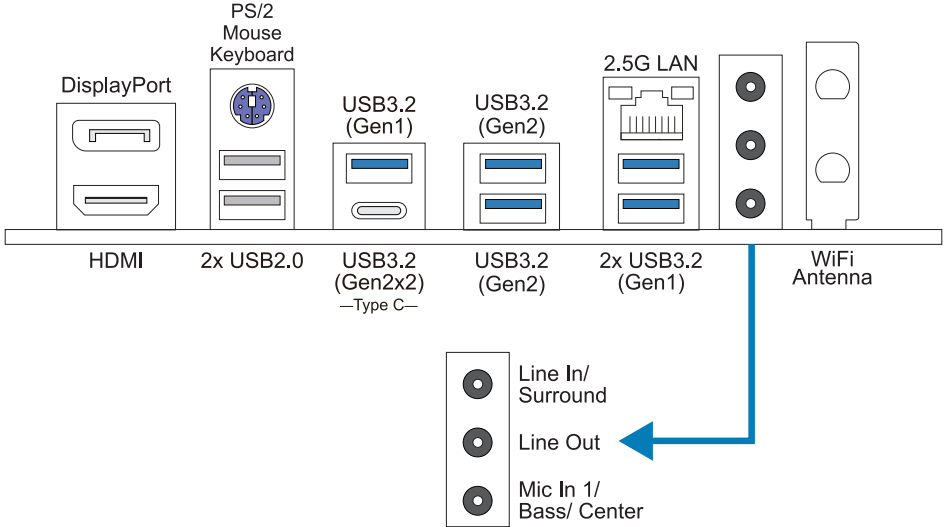 PS/2
Mouse
Keyboard
DisplayPort
USB3.2
(Gen1)
USB3.2
(Gen2)
2.5G LAN
HDMI
2x USB2.0
USB3.2
(Gen2x2)
—Type C—
USB3.2
(Gen2)
2x USB3.2
(Gen1)
WiFi
Antenna
Line In/
Surround
Line Out
Mic In 1/
Bass/ Center